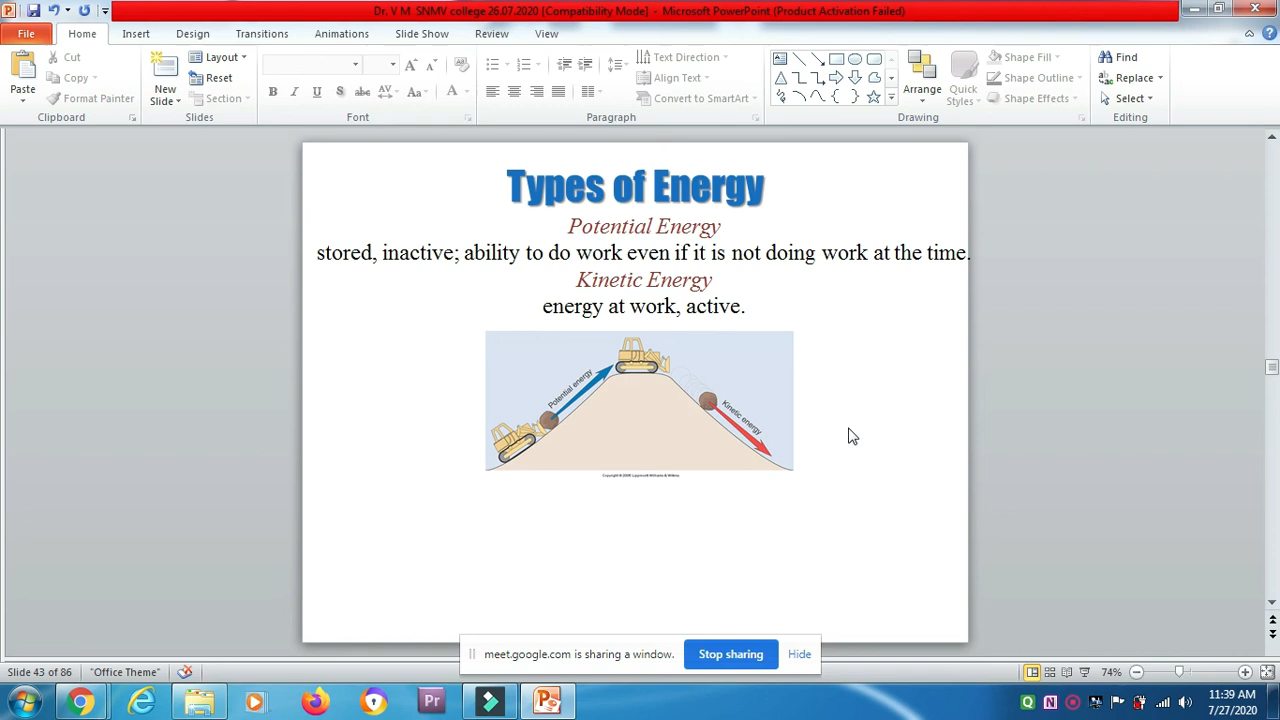 Dr. V M  SNMV college 26.07.2020 [Compatibility Mode]  -  Microsoft PowerPoint (Product Activation Failed)
File Home Insert Design Transitions Animations Slide Show Review View
Cut Layout Text Direction Shape Fill Find
Copy Reset Align Text Shape Outline Replace
Paste Format Painter New Slide Section Convert to SmartArt Arrange Quick Styles Shape Effects Select
Clipboard Slides Font Paragraph Drawing Editing
Types of Energy
Potential Energy
stored, inactive; ability to do work even if it is not doing work at the time.
Kinetic Energy
energy at work, active.
Potential energy
Kinetic energy
Copyright © 2009 Lippincott Williams & Wilkins
meet.google.com is sharing a window. Stop sharing Hide
Slide 43 of 86 "Office Theme" 74%
11:39 AM
7/27/2020